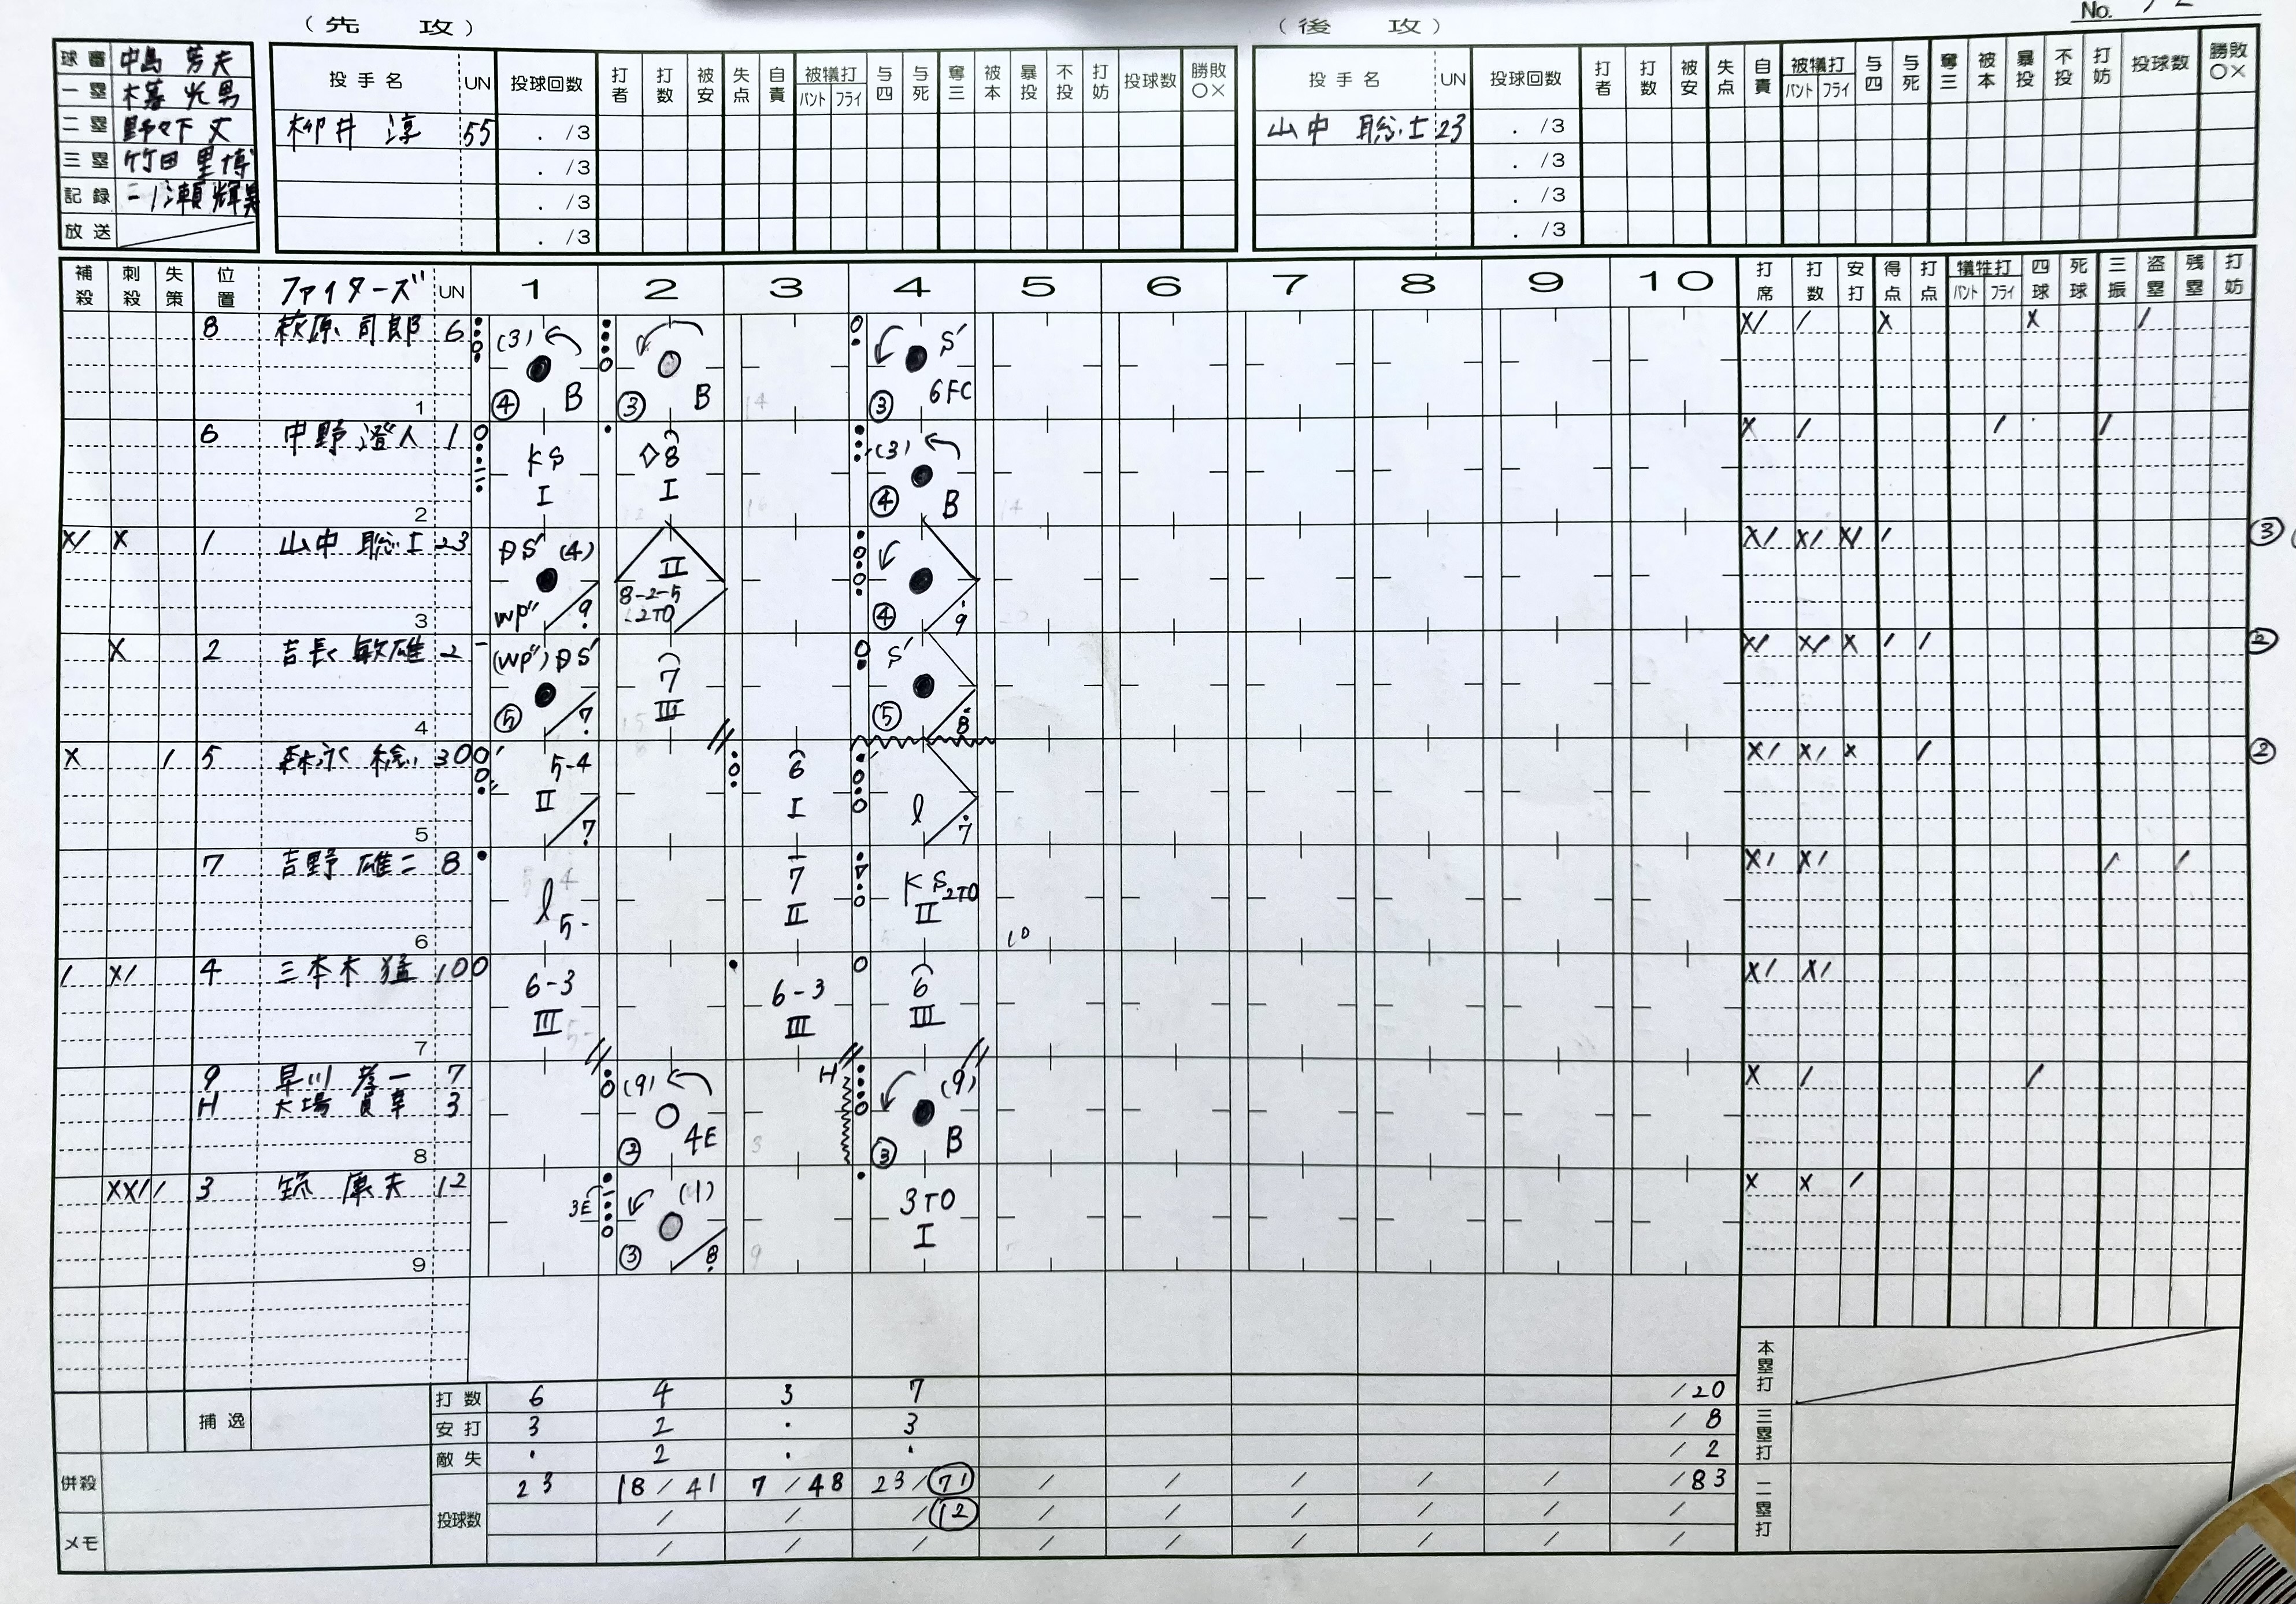 (先 攻)
(後 攻)
No.
球審 中島 芳夫
一塁 木暮 光男
二塁 野々下 丈
三塁 竹田 里博
記録
放送
投手名 UN 投球回数 打者 打数 被安 失点 自責 被犠打 バント フライ 与四 与死 奪三 被本 暴投 不投 打妨 投球数 勝敗 ○×
柳井 淳 55 . /3
. /3
. /3
. /3
投手名 UN 投球回数 打者 打数 被安 失点 自責 被犠打 バント フライ 与四 与死 奪三 被本 暴投 不投 打妨 投球数 勝敗 ○×
山中 聡士 23 . /3
. /3
. /3
. /3
補殺 刺殺 失策 位置 ファイターズ UN 1 2 3 4 5 6 7 8 9 10 打席 打数 安打 得点 打点 犠牲打 バント フライ 四球 死球 三振 盗塁 残塁 打妨
8 萩原 司郎 6 (3) S'
④ B ③ B ③ 6FC
1
6 中野 澄人 1 KS 8 (3)
I I ④ B
2
1 山中 聡士 23 DS' (4) II
8-2-5
2TO
WP" 9 ④ 9
3
③
2 吉長 敏雄 2 (WP") DS' 7 S'
⑤ 7 III ⑤ 8
4
②
5 森永 稔 30 5-4 6
II 7 I l 7
5
②
7 吉野 雄二 8 l 5- 7 KS 2TO
II II
6
4 三本木 猛 10 6-3 6-3 6
III III III
7
9 早川 孝一 7 (9) H (9)
H 大場 良幸 3
② 4E ③ B
8
3 筑 康夫 12 3E (1) 3TO
③ 8 I
9
打数 6 4 3 7 /20
安打 3 2 . 3 /8
敵失 . 2 . . /2
投球数 23 18/41 7/48 23/71 / / / / / /83
/ / /12
/ / / / / / / / /
捕逸
併殺
メモ
本塁打
三塁打
二塁打